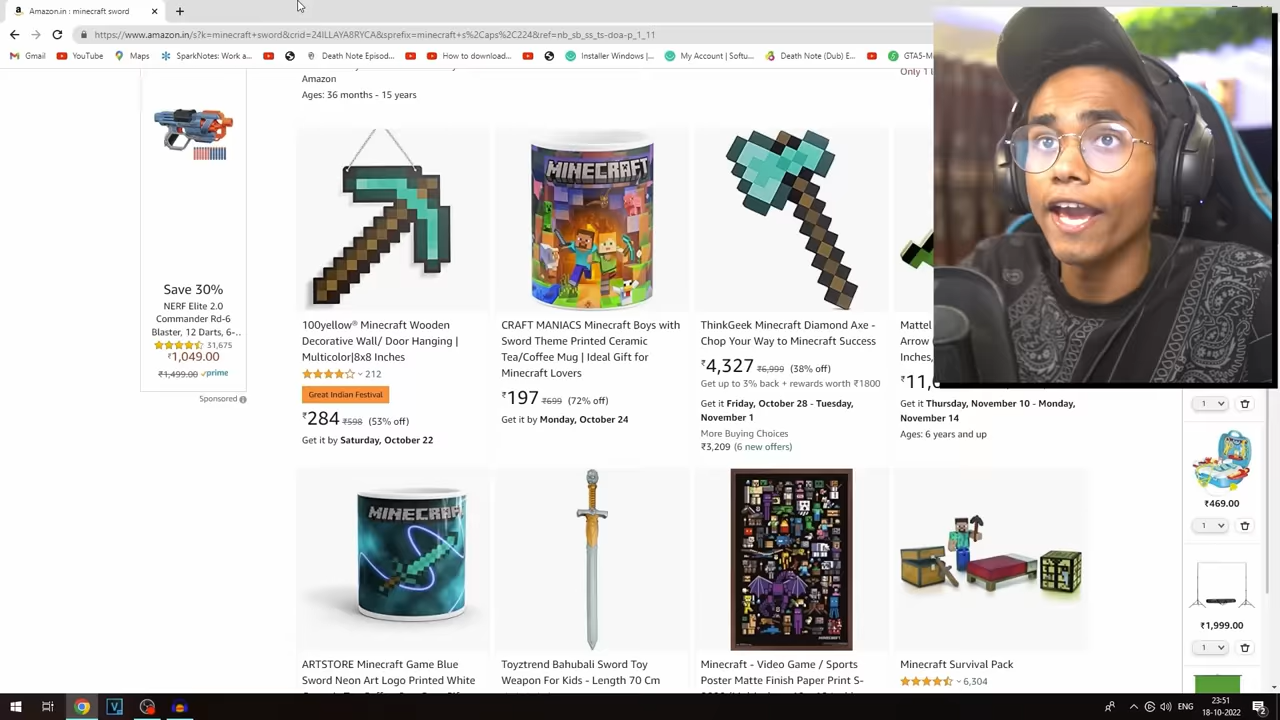 Amazon.in : minecraft sword
https://www.amazon.in/s?k=minecraft+sword&crid=24ILLAYA8RYCA&sprefix=minecraft+s%2Caps%2C224&ref=nb_sb_ss_ts-doa-p_1_11
Gmail YouTube Maps SparkNotes: Work a... Death Note Episod... How to download... Installer Windows |... My Account | Softu... Death Note (Dub) E... GTA5-M
Amazon
Ages: 36 months - 15 years
Only 1 l
Save 30%
NERF Elite 2.0
Commander Rd-6
Blaster, 12 Darts, 6-..
31,675
₹1,049.00
₹1,499.00 prime
Sponsored
MINECRAFT
100yellow® Minecraft Wooden
Decorative Wall/ Door Hanging |
Multicolor|8x8 Inches
212
Great Indian Festival
₹284 ₹598 (53% off)
Get it by Saturday, October 22
CRAFT MANIACS Minecraft Boys with
Sword Theme Printed Ceramic
Tea/Coffee Mug | Ideal Gift for
Minecraft Lovers
₹197 ₹699 (72% off)
Get it by Monday, October 24
ThinkGeek Minecraft Diamond Axe -
Chop Your Way to Minecraft Success
₹4,327 ₹6,999 (38% off)
Get up to 3% back + rewards worth ₹1800
Get it Friday, October 28 - Tuesday,
November 1
More Buying Choices
₹3,209 (6 new offers)
Mattel
Arrow
Inches,
₹11,
Get it Thursday, November 10 - Monday,
November 14
Ages: 6 years and up
1
₹469.00
1
₹1,999.00
1
MINECRAFT
MINECRAFT
ARTSTORE Minecraft Game Blue
Sword Neon Art Logo Printed White
Toyztrend Bahubali Sword Toy
Weapon For Kids - Length 70 Cm
Minecraft - Video Game / Sports
Poster Matte Finish Paper Print S-
Minecraft Survival Pack
6,304
ENG
23:51
18-10-2022
2